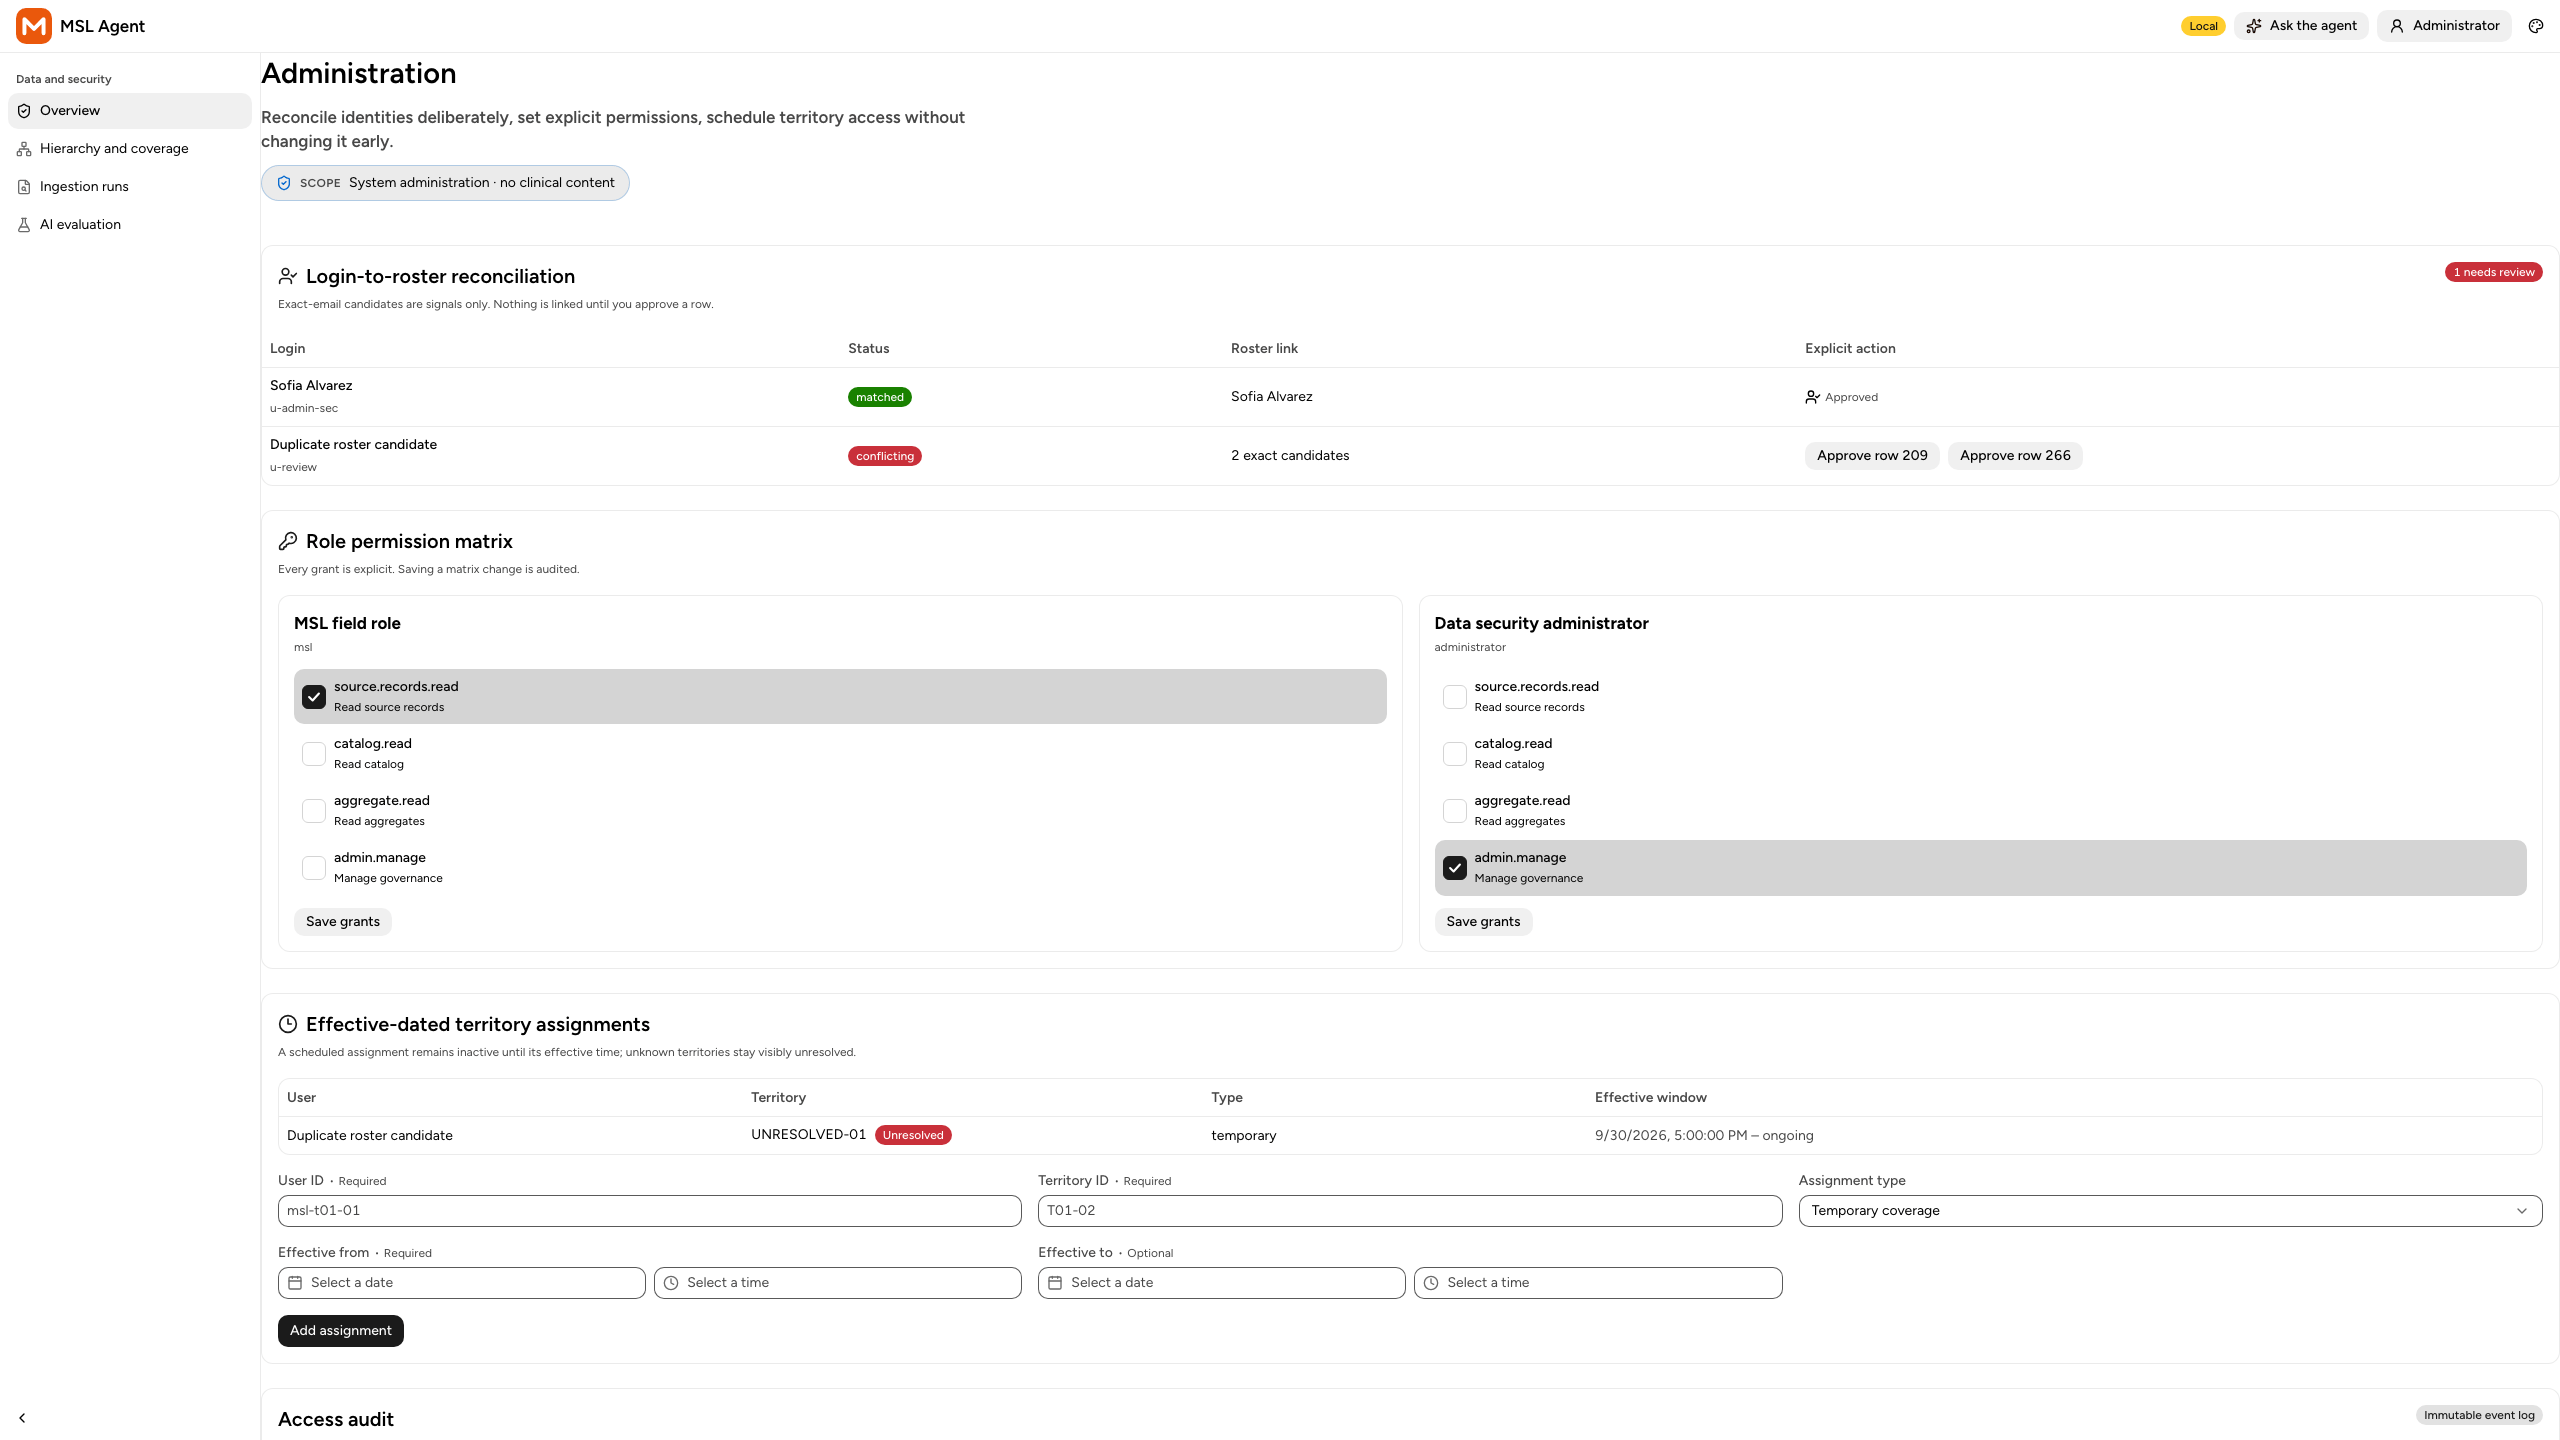 MSL Agent
Local
Ask the agent
Administrator
Data and security
Overview
Hierarchy and coverage
Ingestion runs
AI evaluation
Administration
Reconcile identities deliberately, set explicit permissions, schedule territory access without
changing it early.
SCOPE System administration · no clinical content
Login-to-roster reconciliation
1 needs review
Exact-email candidates are signals only. Nothing is linked until you approve a row.
Login Status Roster link Explicit action
Sofia Alvarez
u-admin-sec
matched
Sofia Alvarez
Approved
Duplicate roster candidate
u-review
conflicting
2 exact candidates
Approve row 209
Approve row 266
Role permission matrix
Every grant is explicit. Saving a matrix change is audited.
MSL field role
msl
source.records.read
Read source records
catalog.read
Read catalog
aggregate.read
Read aggregates
admin.manage
Manage governance
Save grants
Data security administrator
administrator
source.records.read
Read source records
catalog.read
Read catalog
aggregate.read
Read aggregates
admin.manage
Manage governance
Save grants
Effective-dated territory assignments
A scheduled assignment remains inactive until its effective time; unknown territories stay visibly unresolved.
User Territory Type Effective window
Duplicate roster candidate UNRESOLVED-01 Unresolved temporary 9/30/2026, 5:00:00 PM – ongoing
User ID · Required
msl-t01-01
Territory ID · Required
T01-02
Assignment type
Temporary coverage
Effective from · Required
Select a date
Select a time
Effective to · Optional
Select a date
Select a time
Add assignment
Access audit
Immutable event log